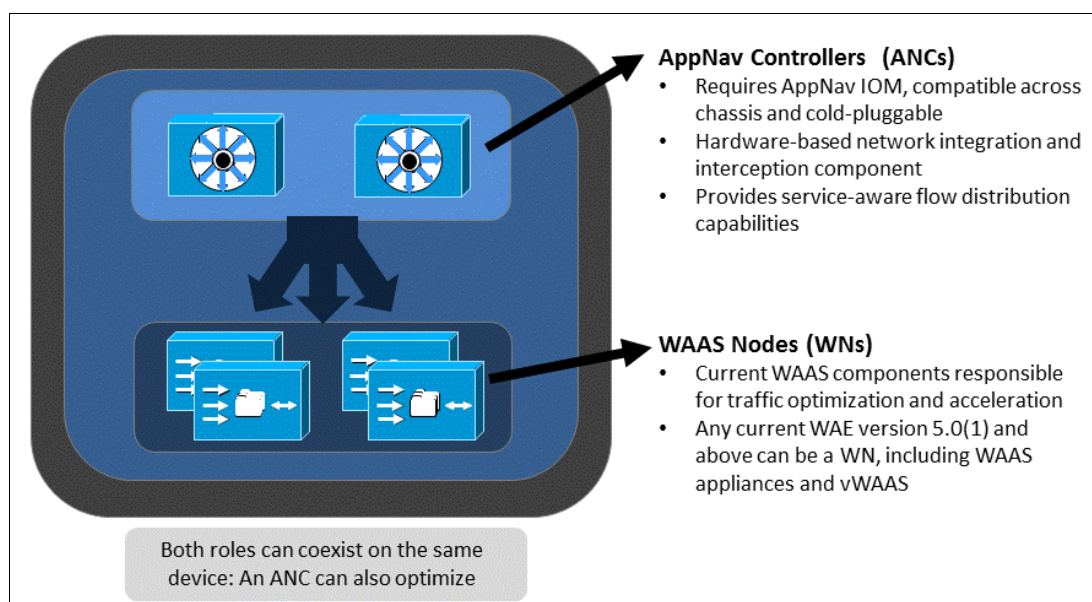 AppNav Controllers (ANCs)
• Requires AppNav IOM, compatible across
chassis and cold-pluggable
• Hardware-based network integration and
interception component
• Provides service-aware flow distribution
capabilities
WAAS Nodes (WNs)
• Current WAAS components responsible
for traffic optimization and acceleration
• Any current WAE version 5.0(1) and
above can be a WN, including WAAS
appliances and vWAAS
Both roles can coexist on the same
device: An ANC can also optimize